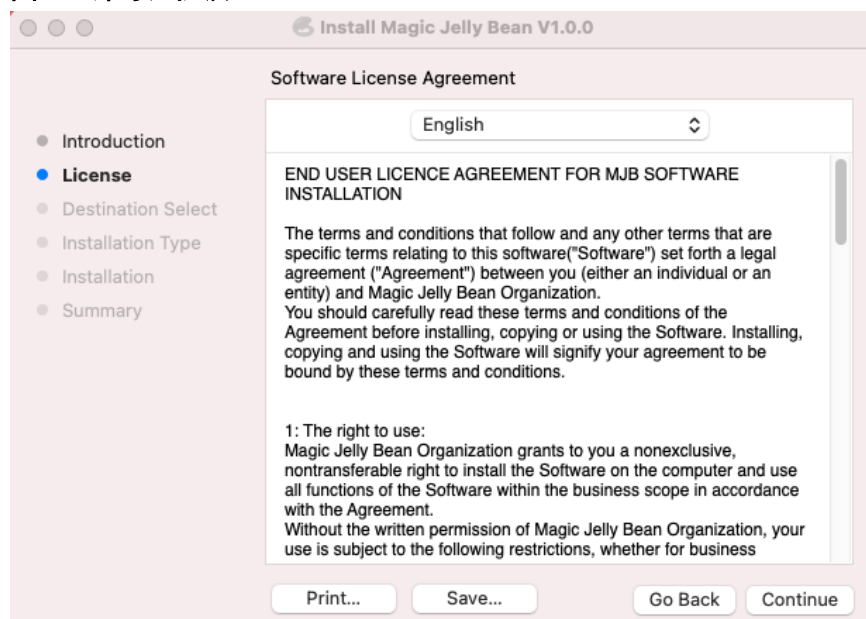 Install Magic Jelly Bean V1.0.0
Software License Agreement
English
Introduction
License
Destination Select
Installation Type
Installation
Summary
END USER LICENCE AGREEMENT FOR MJB SOFTWARE
INSTALLATION
The terms and conditions that follow and any other terms that are
specific terms relating to this software("Software") set forth a legal
agreement ("Agreement") between you (either an individual or an
entity) and Magic Jelly Bean Organization.
You should carefully read these terms and conditions of the
Agreement before installing, copying or using the Software. Installing,
copying and using the Software will signify your agreement to be
bound by these terms and conditions.
1: The right to use:
Magic Jelly Bean Organization grants to you a nonexclusive,
nontransferable right to install the Software on the computer and use
all functions of the Software within the business scope in accordance
with the Agreement.
Without the written permission of Magic Jelly Bean Organization, your
use is subject to the following restrictions, whether for business
Print...
Save...
Go Back
Continue